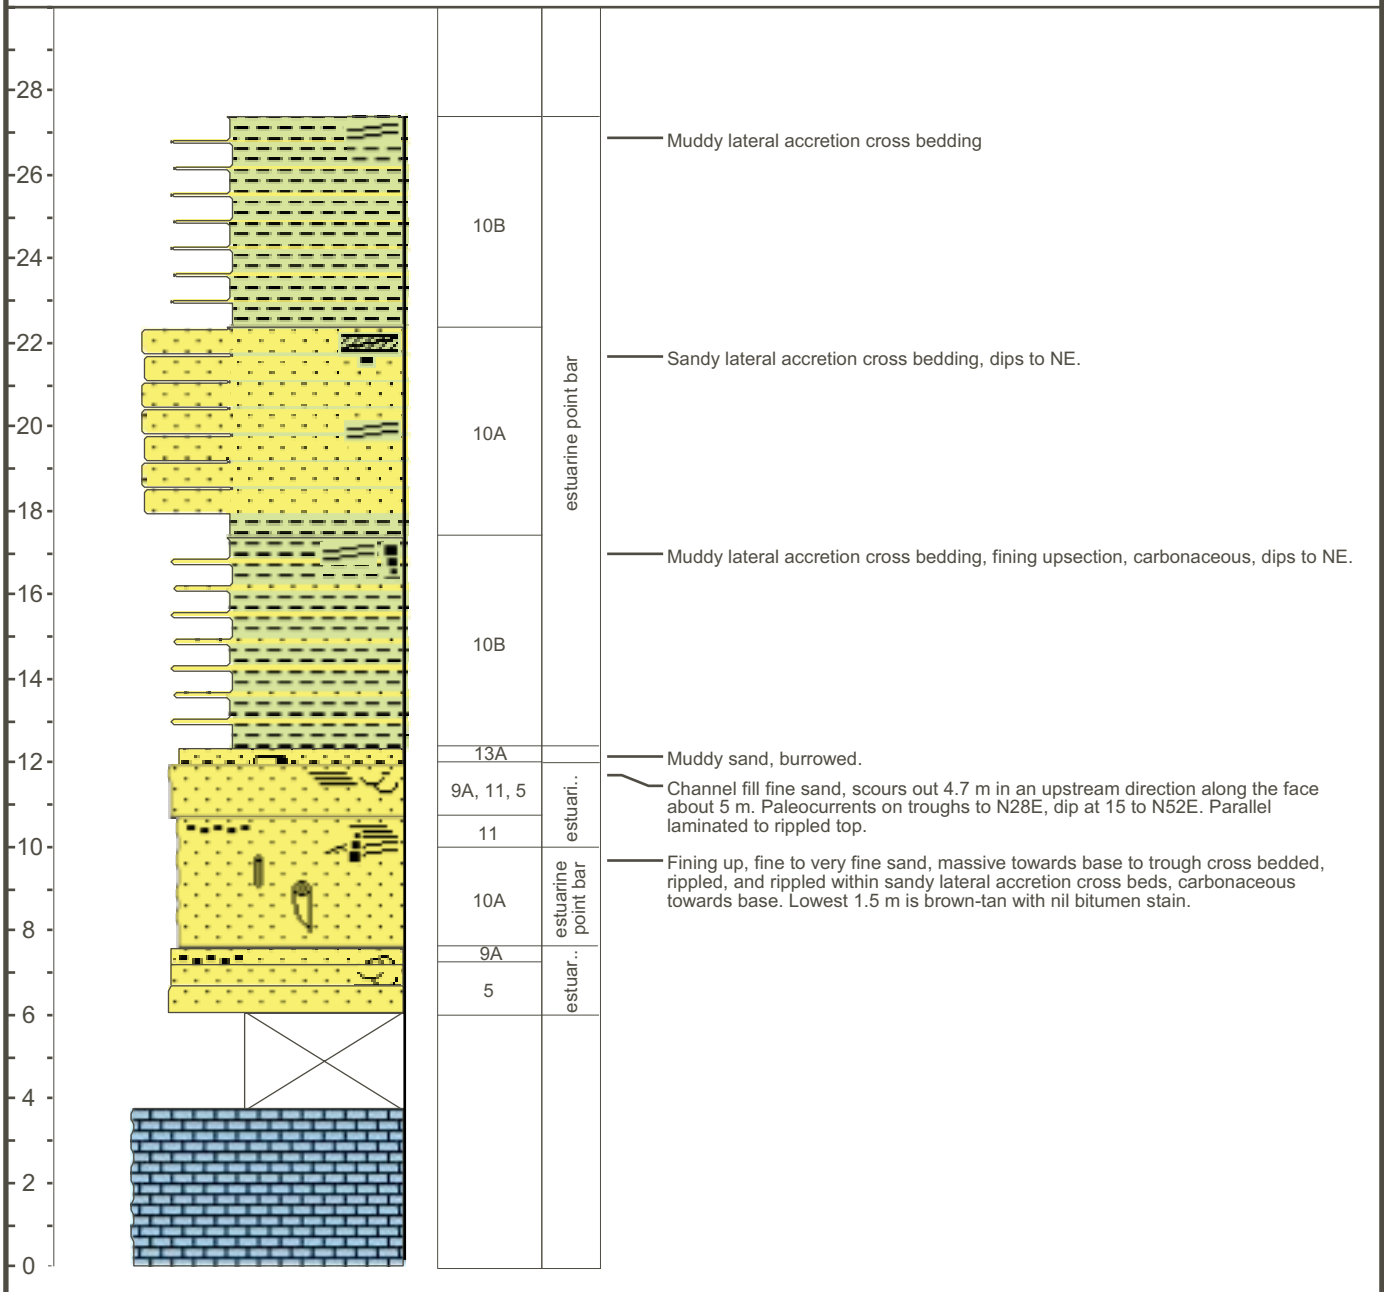 28
26
24
22
20
18
16
14
12
10
8
6
4
2
0
10B
10A
10B
13A
9A, 11, 5
11
10A
9A
5
estuarine point bar
estuari..
estuarine
point bar
estuar..
Muddy lateral accretion cross bedding
Sandy lateral accretion cross bedding, dips to NE.
Muddy lateral accretion cross bedding, fining upsection, carbonaceous, dips to NE.
Muddy sand, burrowed.
Channel fill fine sand, scours out 4.7 m in an upstream direction along the face
about 5 m. Paleocurrents on troughs to N28E, dip at 15 to N52E. Parallel
laminated to rippled top.
Fining up, fine to very fine sand, massive towards base to trough cross bedded,
rippled, and rippled within sandy lateral accretion cross beds, carbonaceous
towards base. Lowest 1.5 m is brown-tan with nil bitumen stain.